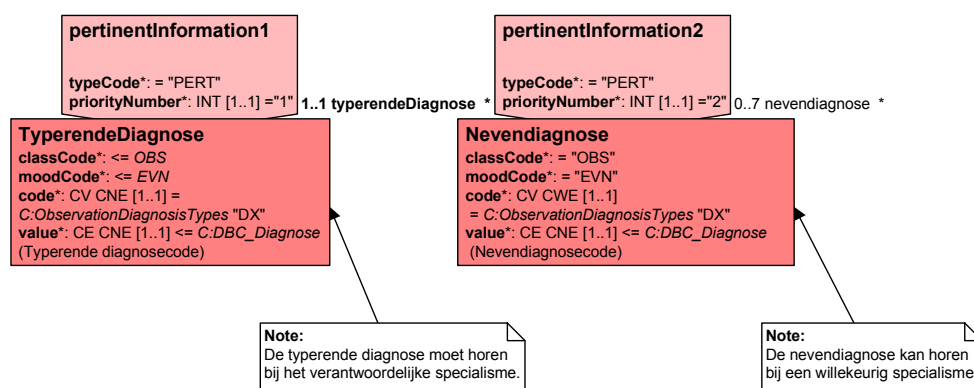 pertinentInformation1
typeCode*: = "PERT"
priorityNumber*: INT [1..1] ="1"
1..1 typerendeDiagnose *
TyperendeDiagnose
classCode*: <= OBS
moodCode*: <= EVN
code*: CV CNE [1..1] =
C:ObservationDiagnosisTypes "DX"
value*: CE CNE [1..1] <= C:DBC_Diagnose
(Typerende diagnosecode)
Note:
De typerende diagnose moet horen
bij het verantwoordelijke specialisme.
pertinentInformation2
typeCode*: = "PERT"
priorityNumber*: INT [1..1] ="2"
0..7 nevendiagnose *
Nevendiagnose
classCode*: = "OBS"
moodCode*: = "EVN"
code*: CV CWE [1..1]
= C:ObservationDiagnosisTypes "DX"
value*: CE CNE [1..1] <= C:DBC_Diagnose
(Nevendiagnosecode)
Note:
De nevendiagnose kan horen
bij een willekeurig specialisme